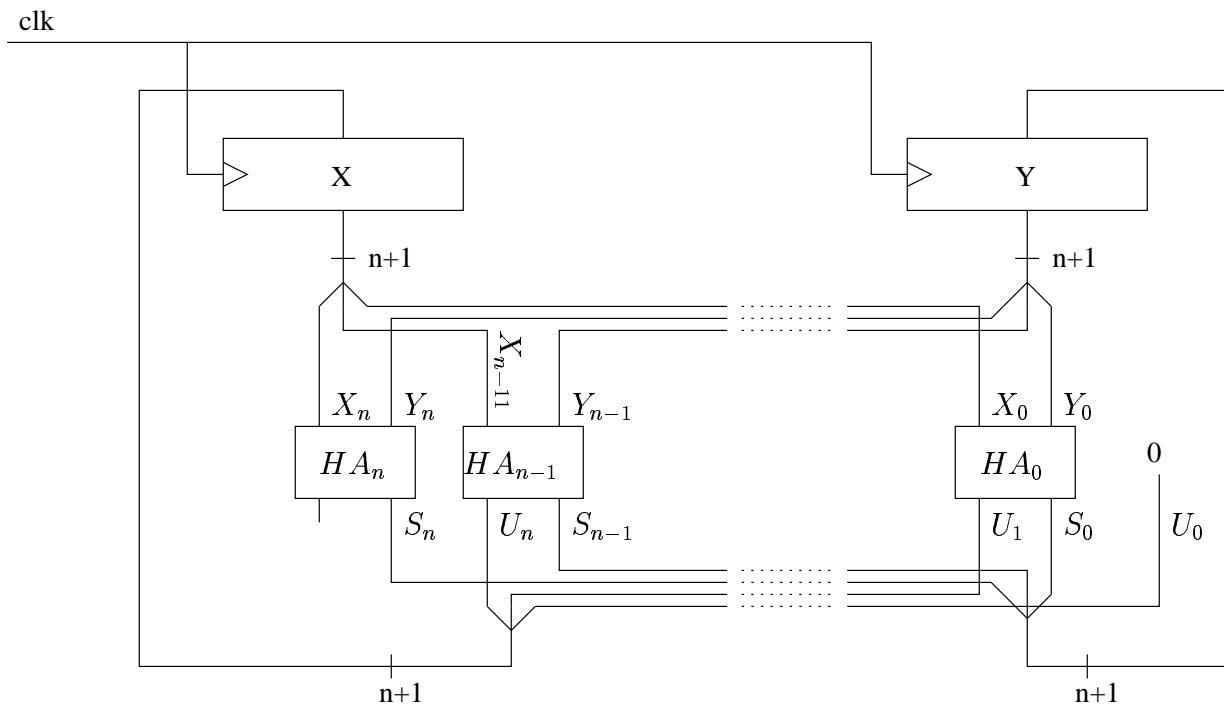 clk
X
Y
n+1
n+1
X_{n-11}
X_n
Y_n
Y_{n-1}
X_0
Y_0
HA_n
HA_{n-1}
HA_0
0
S_n
U_n
S_{n-1}
U_1
S_0
U_0
n+1
n+1